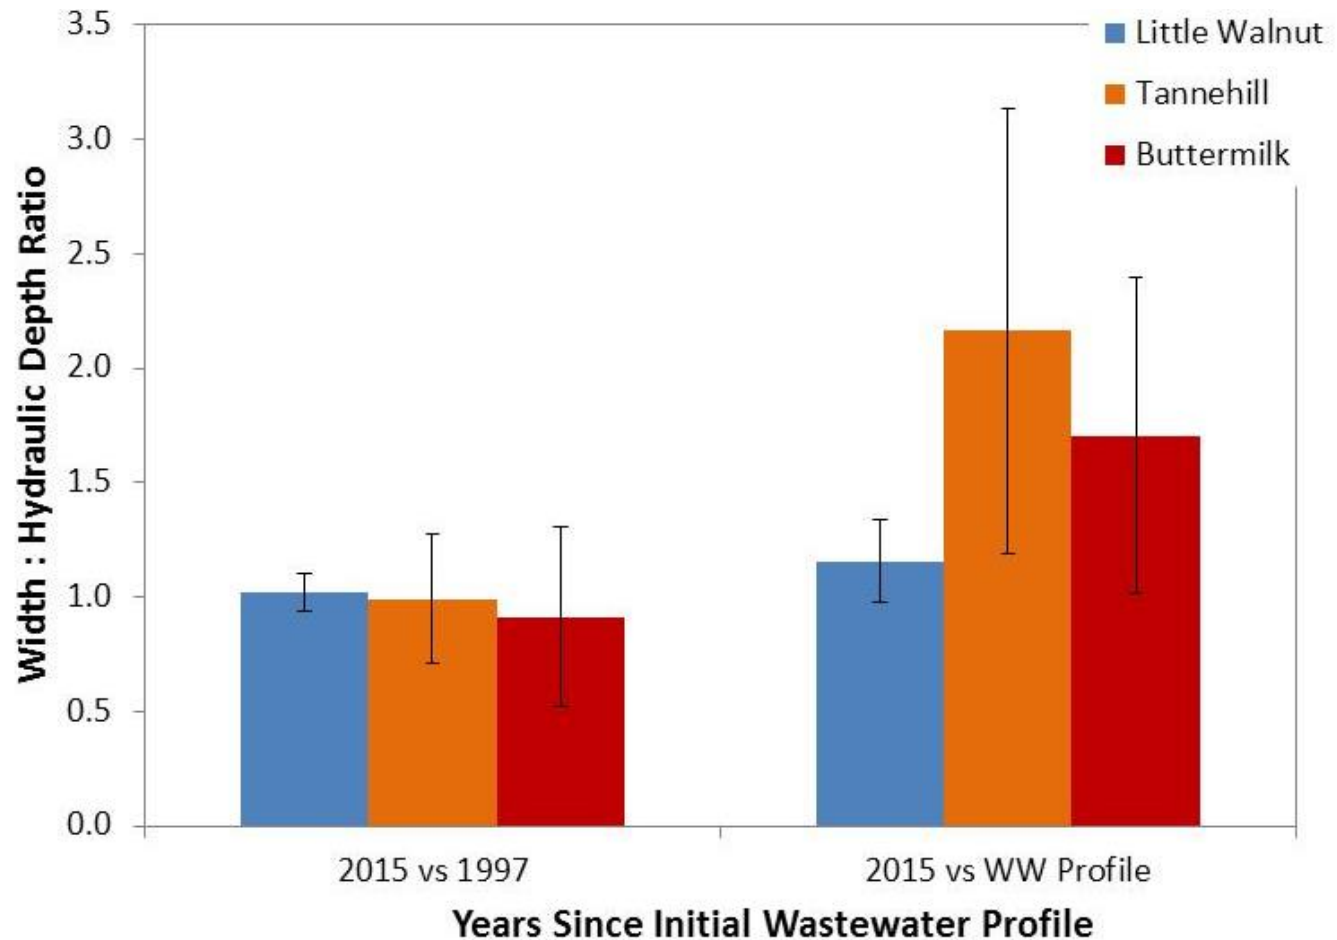 3.5
3.0
2.5
2.0
1.5
1.0
0.5
0.0
Width : Hydraulic Depth Ratio
Little Walnut
Tannehill
Buttermilk
2015 vs 1997
2015 vs WW Profile
Years Since Initial Wastewater Profile